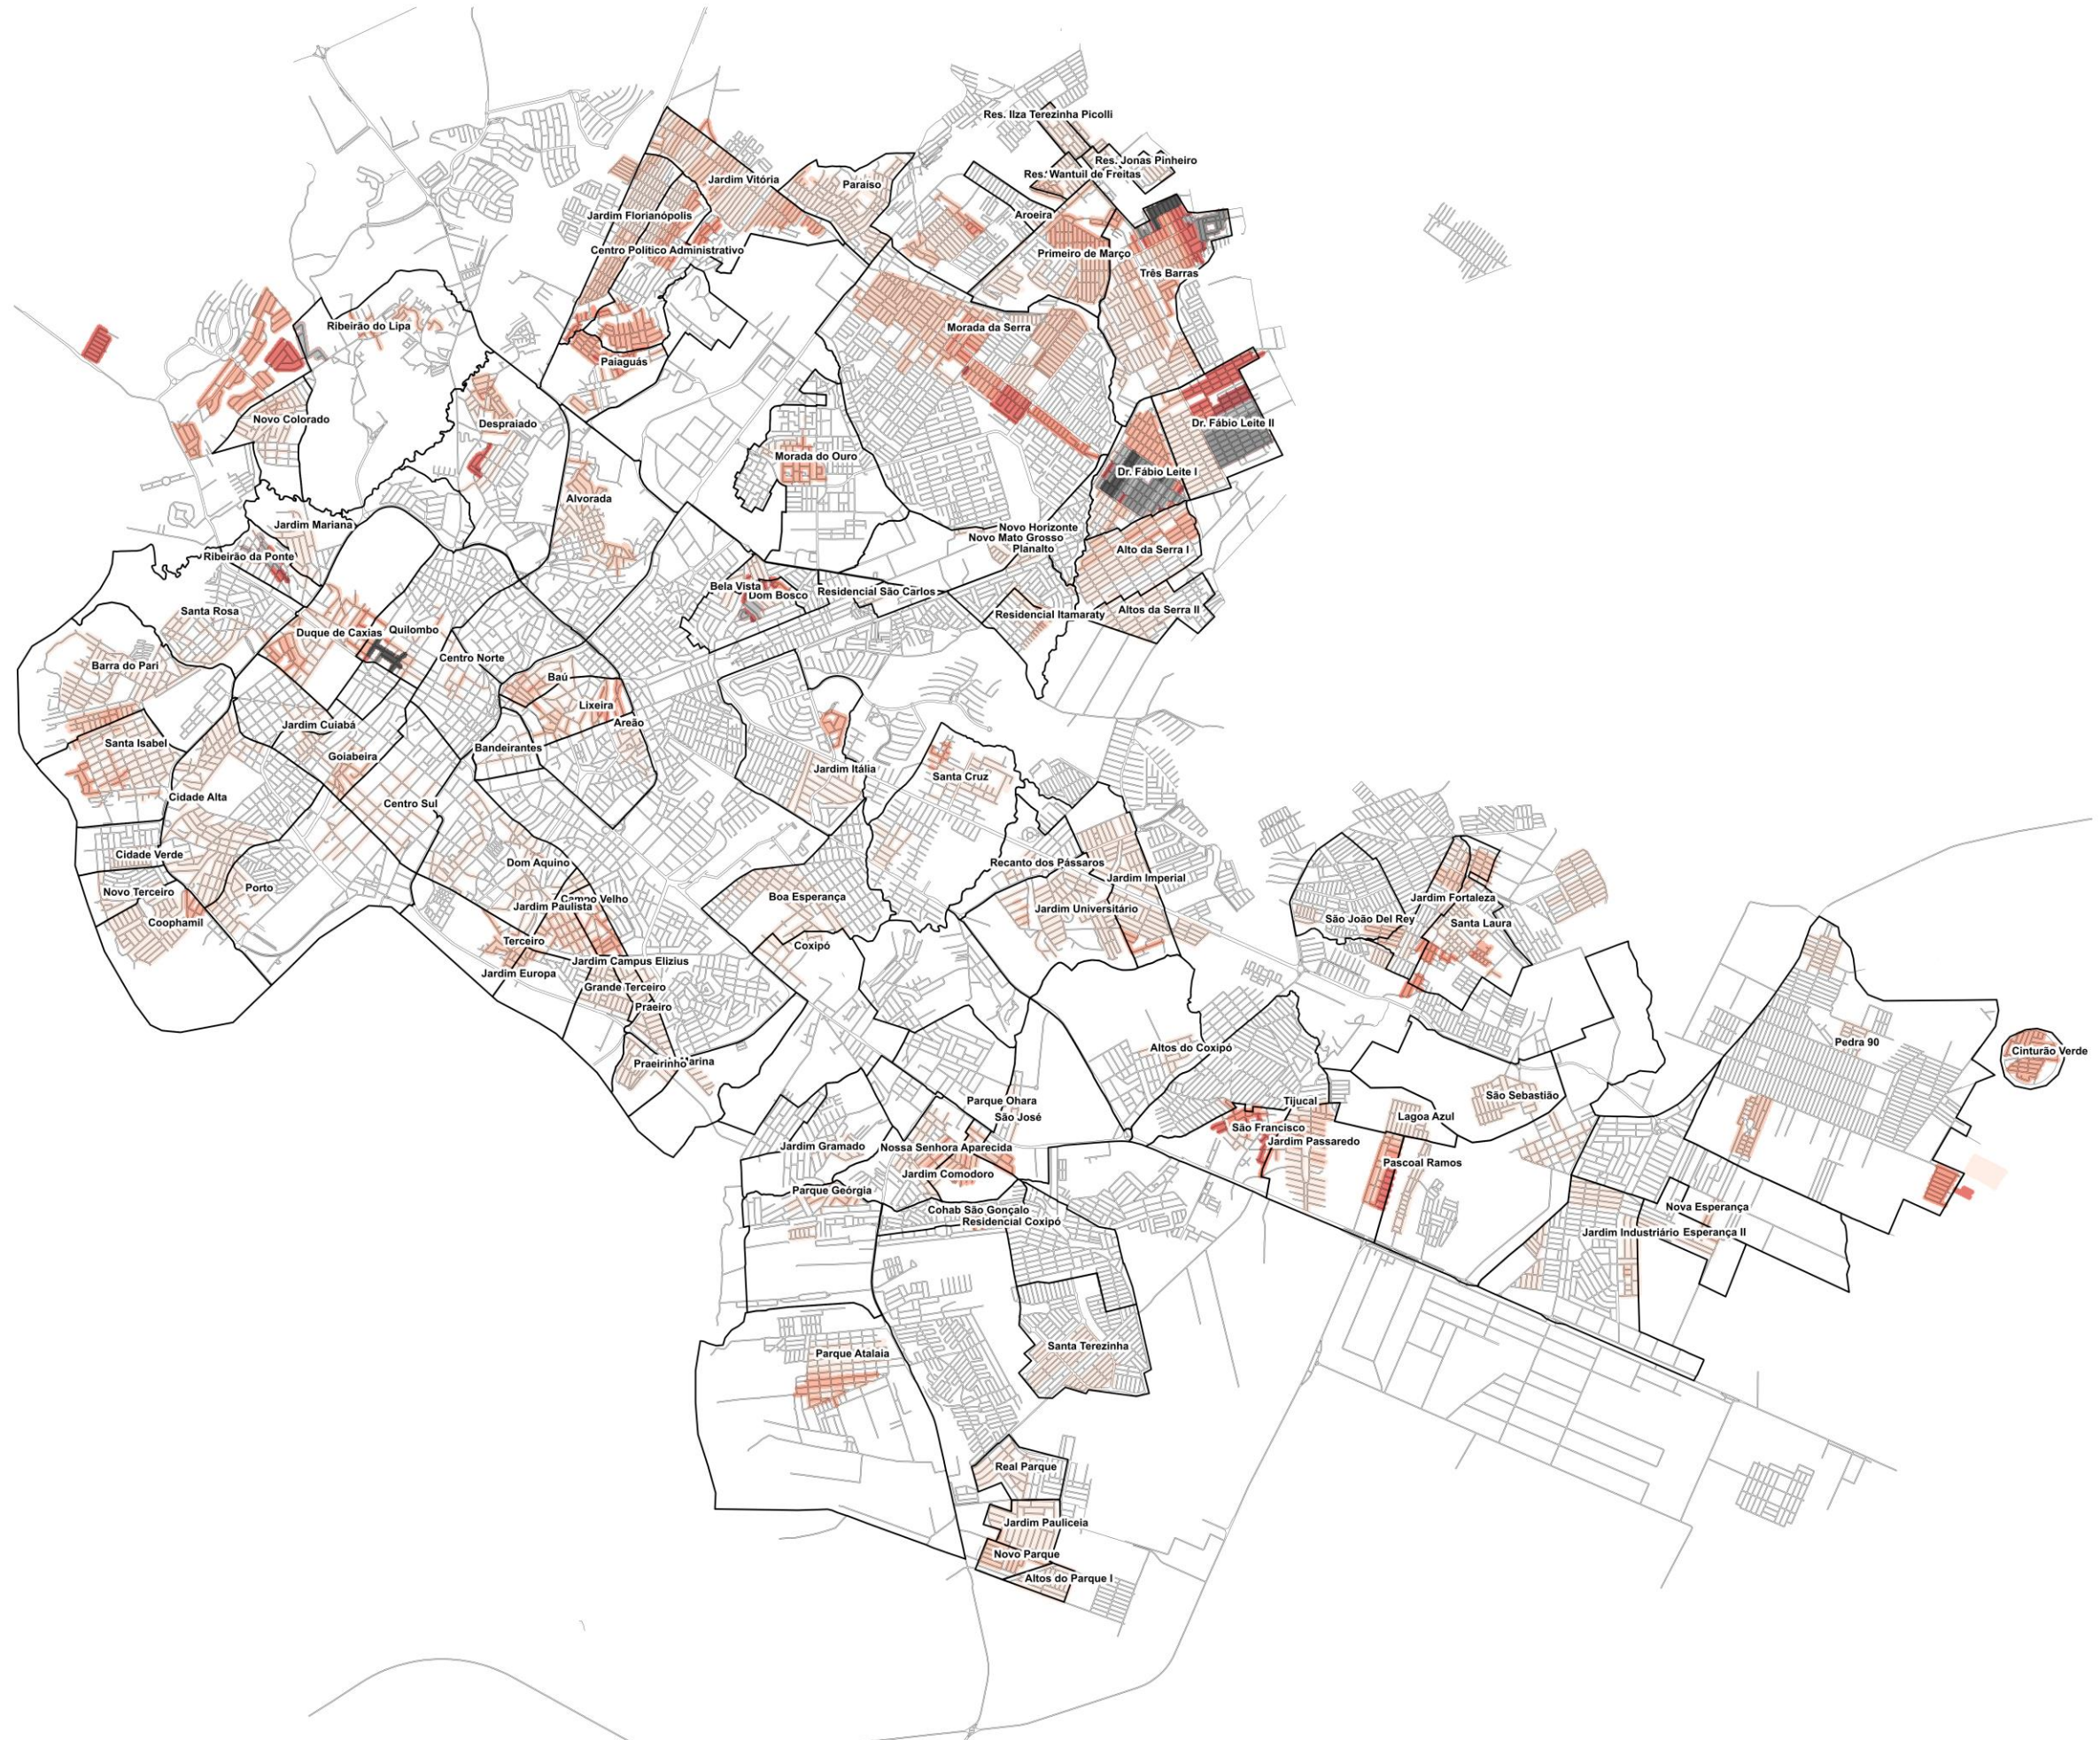 Res. Ilza Terezinha Picolli
Res. Jonas Pinheiro
Res. Wantuil de Freitas
Jardim Vitória
Paraiso
Jardim Florianópolis
Aroeira
Centro Político Administrativo
Primeiro de Março
Três Barras
Ribeirão do Lipa
Morada da Serra
Paiaguás
Novo Colorado
Despraiado
Dr. Fábio Leite II
Morada do Ouro
Dr. Fábio Leite I
Alvorada
Jardim Mariana
Novo Horizonte
Novo Mato Grosso
Planalto
Alto da Serra I
Ribeirão da Ponte
Bela Vista
Dom Bosco
Residencial São Carlos
Santa Rosa
Residencial Itamaraty
Altos da Serra II
Duque de Caxias
Quilombo
Centro Norte
Barra do Pari
Baú
Lixeira
Areão
Jardim Cuiabá
Santa Isabel
Bandeirantes
Goiabeira
Jardim Itália
Santa Cruz
Cidade Alta
Centro Sul
Cidade Verde
Dom Aquino
Recanto dos Pássaros
Jardim Imperial
Novo Terceiro
Porto
Campo Velho
Jardim Paulista
Boa Esperança
Jardim Universitário
Jardim Fortaleza
Coophamil
São João Del Rey
Santa Laura
Terceiro
Coxipó
Jardim Campus Elizius
Jardim Europa
Grande Terceiro
Praeiro
Altos do Coxipó
Pedra 90
Cinturão Verde
Praeirinho
Marina
São Sebastião
Parque Ohara
São José
Tijucal
Lagoa Azul
São Francisco
Jardim Passaredo
Jardim Gramado
Nossa Senhora Aparecida
Pascoal Ramos
Jardim Comodoro
Parque Geórgia
Cohab São Gonçalo
Residencial Coxipó
Nova Esperança
Jardim Industriário
Esperança II
Santa Terezinha
Parque Atalaia
Real Parque
Jardim Pauliceia
Novo Parque
Altos do Parque I